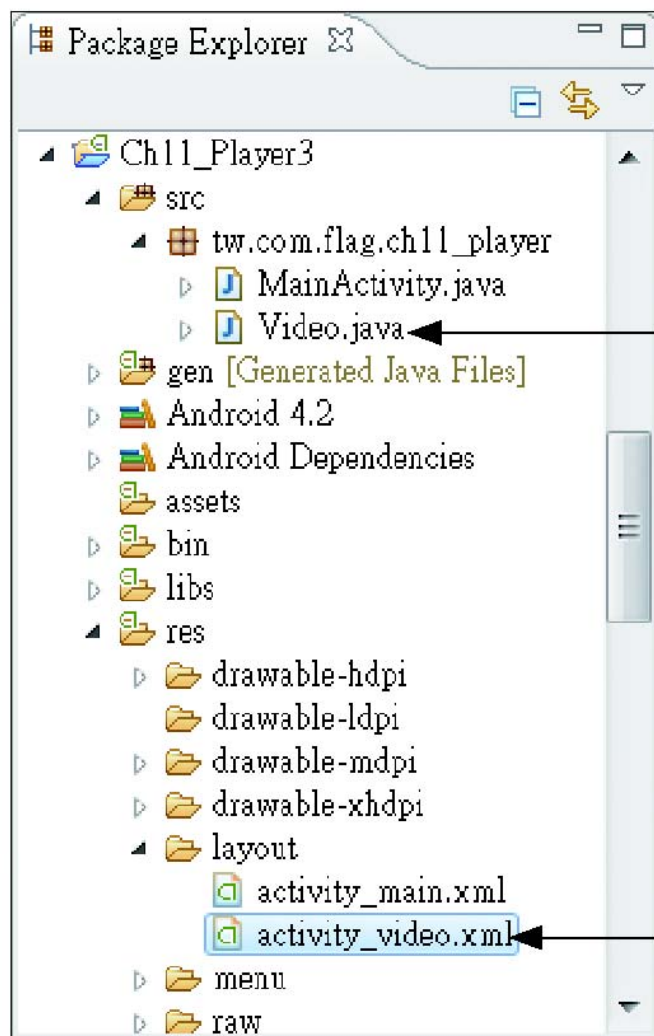 Package Explorer
Ch11_Player3
src
tw.com.flag.ch11_player
MainActivity.java
Video.java
gen [Generated Java Files]
Android 4.2
Android Dependencies
assets
bin
libs
res
drawable-hdpi
drawable-ldpi
drawable-mdpi
drawable-xhdpi
layout
activity_main.xml
activity_video.xml
menu
raw